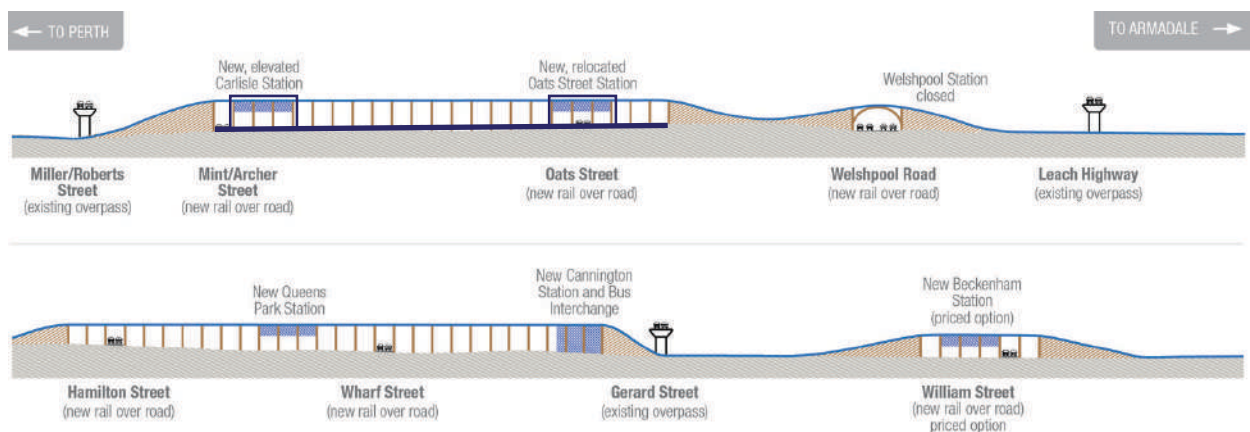 TO PERTH
TO ARMADALE
New, elevated
Carlisle Station
New, relocated
Oats Street Station
Welshpool Station
closed
Miller/Roberts
Street
(existing overpass)
Mint/Archer
Street
(new rail over road)
Oats Street
(new rail over road)
Welshpool Road
(new rail over road)
Leach Highway
(existing overpass)
New Queens
Park Station
New Cannington
Station and Bus
Interchange
New Beckenham
Station
(priced option)
Hamilton Street
(new rail over road)
Wharf Street
(new rail over road)
Gerard Street
(existing overpass)
William Street
(new rail over road)
priced option